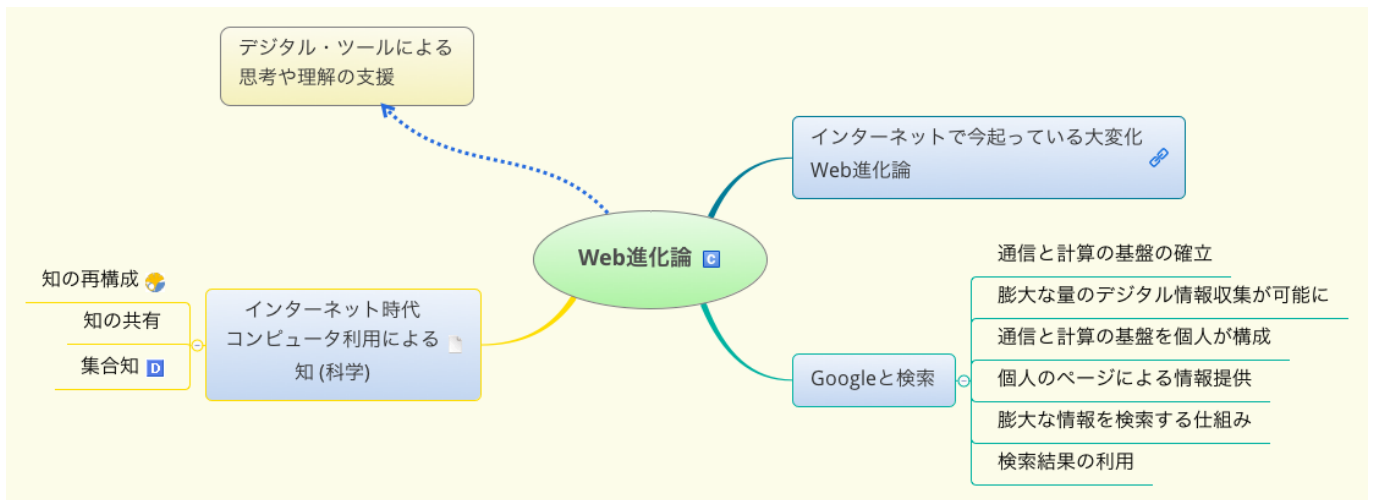 デジタル・ツールによる
思考や理解の支援
インターネットで今起っている大変化
Web進化論
Web進化論 C
通信と計算の基盤の確立
膨大な量のデジタル情報収集が可能に
通信と計算の基盤を個人が構成
個人のページによる情報提供
膨大な情報を検索する仕組み
検索結果の利用
Googleと検索
インターネット時代
コンピュータ利用による
知 (科学)
知の再構成
知の共有
集合知 D